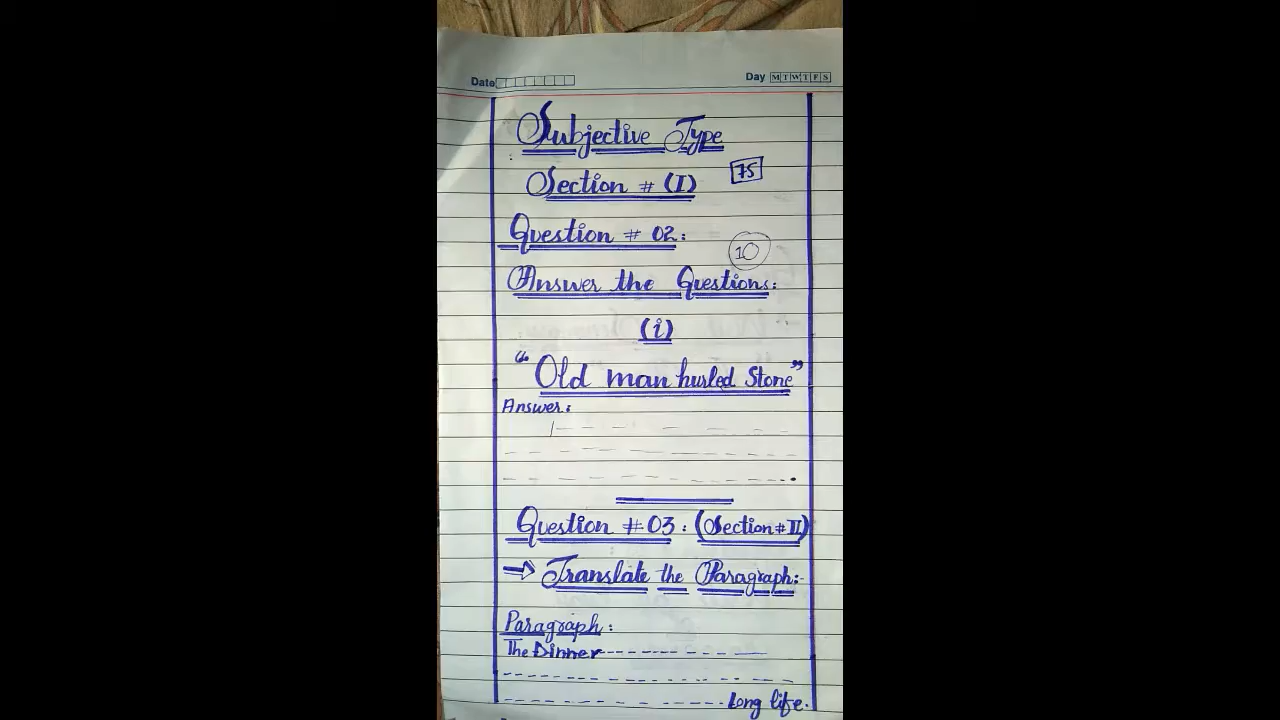 Date Day M T W T F S
Subjective Type
Section # (I) 75
Question # 02:
10
Answer the Questions:
(i)
"Old man hurled Stone"
Answer:
Question #03: (Section # II)
⇒ Translate the Paragraph:-
Paragraph:
The Dinner
Long life.